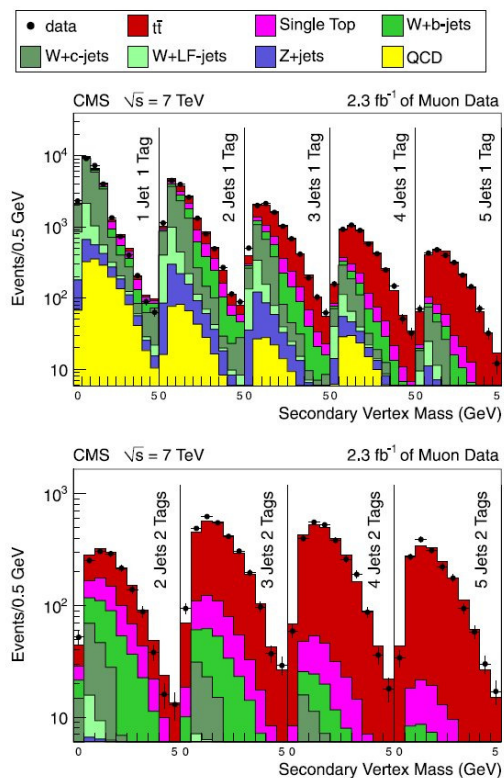 data tt̄ Single Top W+b-jets
W+c-jets W+LF-jets Z+jets QCD
CMS √s = 7 TeV 2.3 fb⁻¹ of Muon Data
Events/0.5 GeV
10⁴
10³
10²
10
1 Jet 1 Tag
2 Jets 1 Tag
3 Jets 1 Tag
4 Jets 1 Tag
5 Jets 1 Tag
0 5 0 5 0 5 0 5 0 5
Secondary Vertex Mass (GeV)
CMS √s = 7 TeV 2.3 fb⁻¹ of Muon Data
Events/0.5 GeV
10³
10²
10
2 Jets 2 Tags
3 Jets 2 Tags
4 Jets 2 Tags
5 Jets 2 Tags
0 5 0 5 0 5 0 5
Secondary Vertex Mass (GeV)